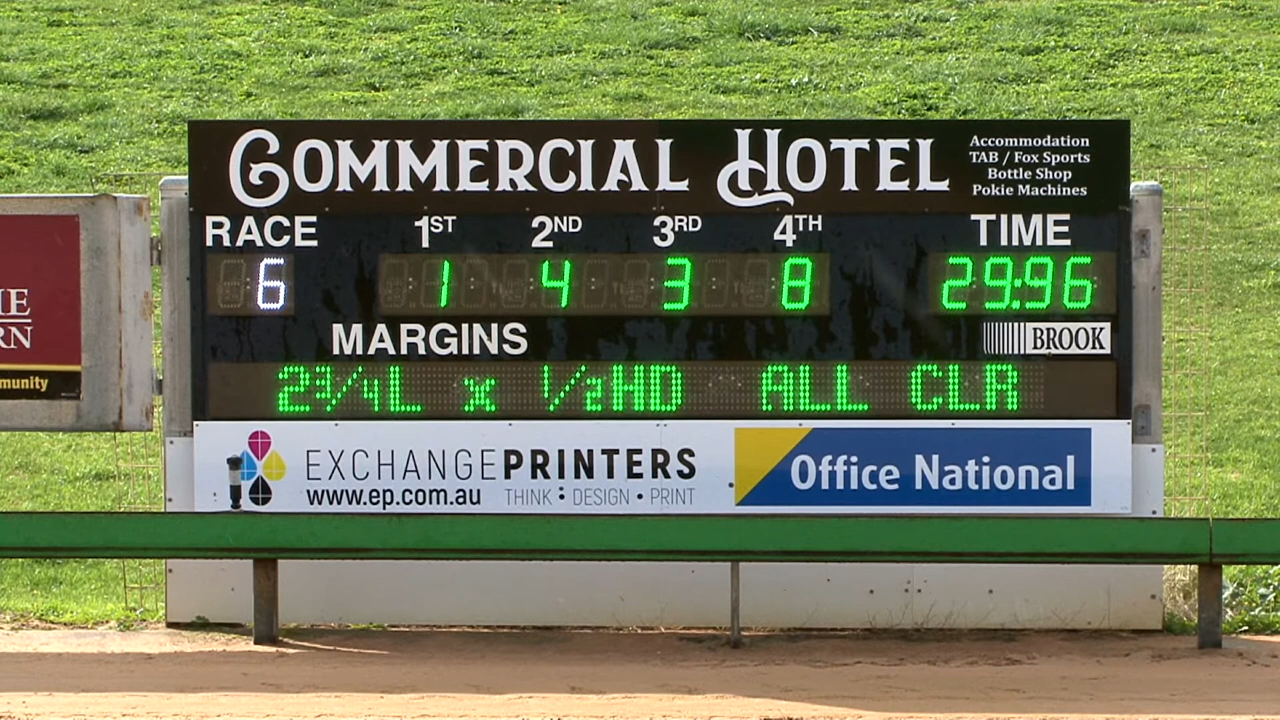 COMMERCIAL HOTEL
Accommodation
TAB / Fox Sports
Bottle Shop
Pokie Machines
RACE 1ST 2ND 3RD 4TH TIME
6 1 4 3 8 29:96
MARGINS
BROOK
2¾L x ½HD ALL CLR
EXCHANGEPRINTERS
www.ep.com.au THINK : DESIGN • PRINT
Office National